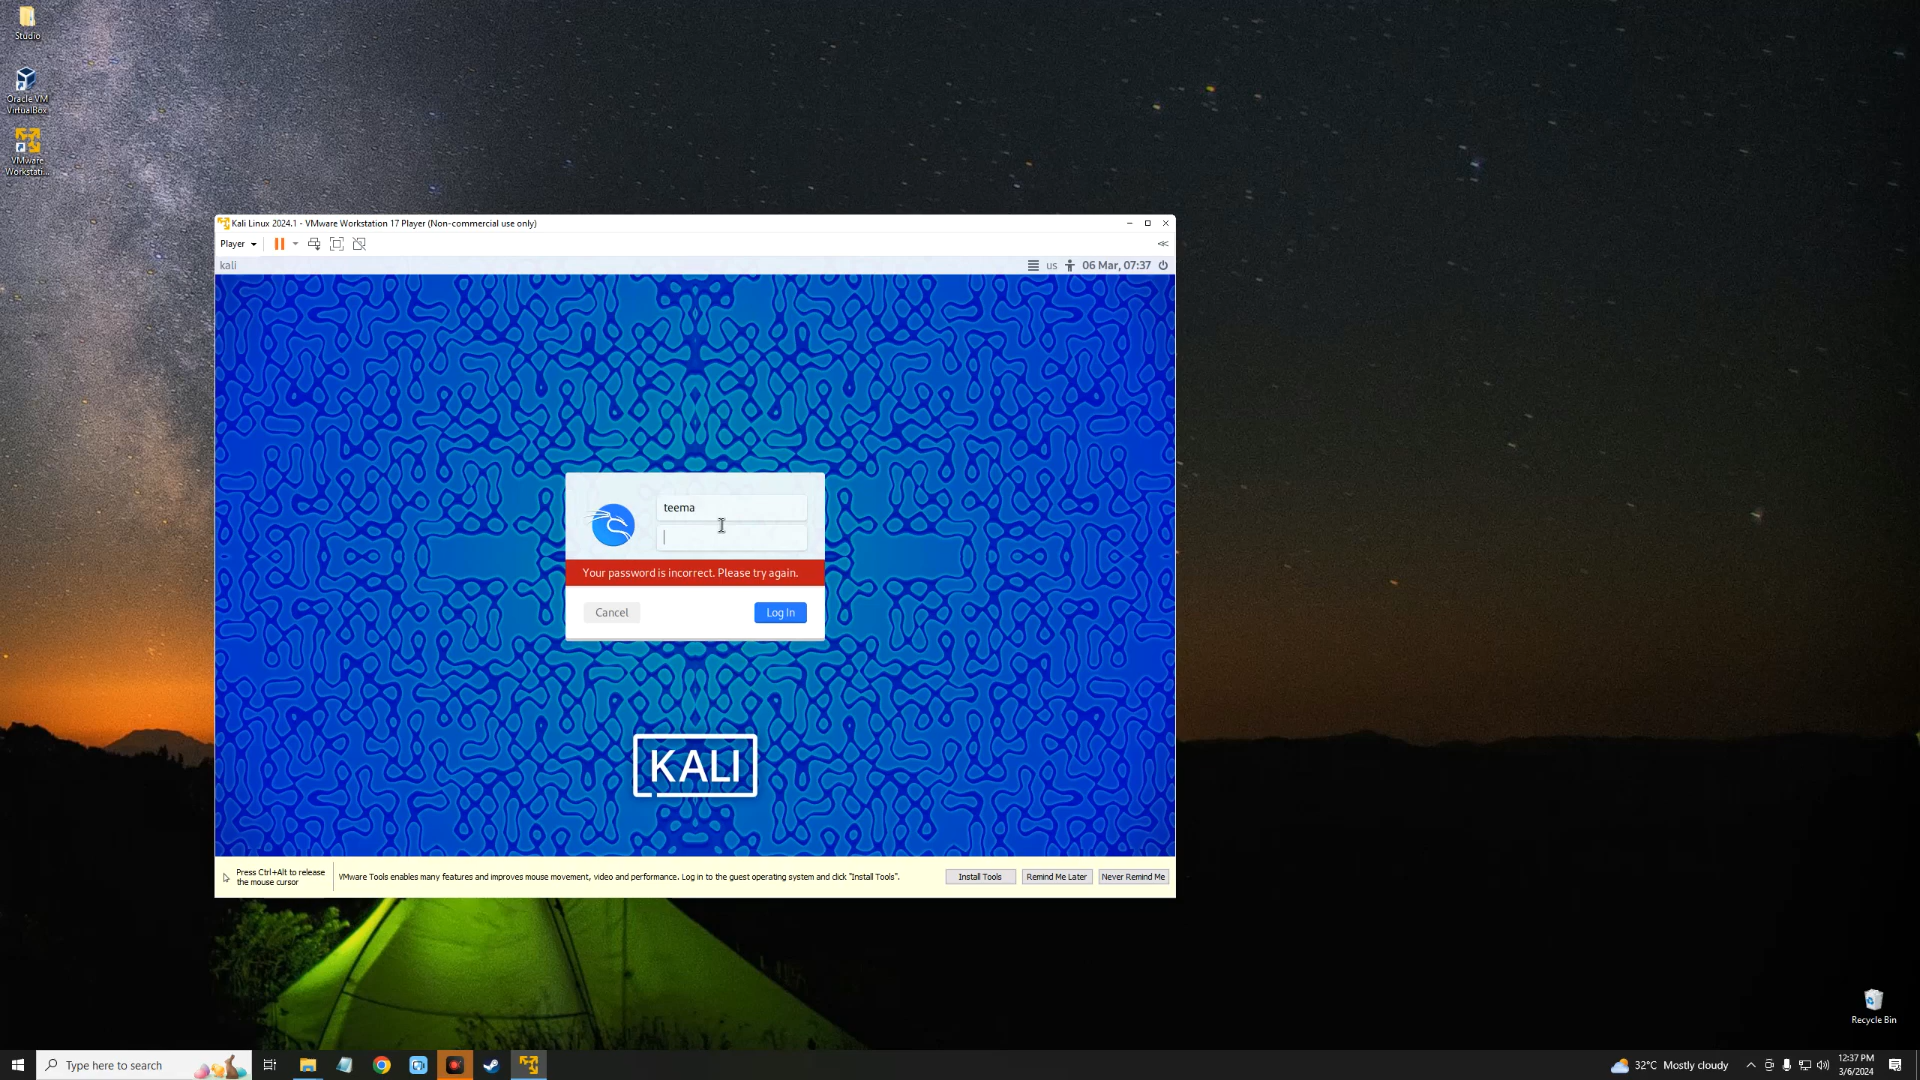 Studio
Oracle VM
VirtualBox
VMware
Workstati...
Kali Linux 2024.1 - VMware Workstation 17 Player (Non-commercial use only)
Player
kali
us
06 Mar, 07:37
teema
Your password is incorrect. Please try again.
Cancel
Log In
KALI
Press Ctrl+Alt to release
the mouse cursor
VMware Tools enables many features and improves mouse movement, video and performance. Log in to the guest operating system and click "Install Tools".
Install Tools
Remind Me Later
Never Remind Me
Recycle Bin
Type here to search
32°C Mostly cloudy
12:37 PM
3/6/2024